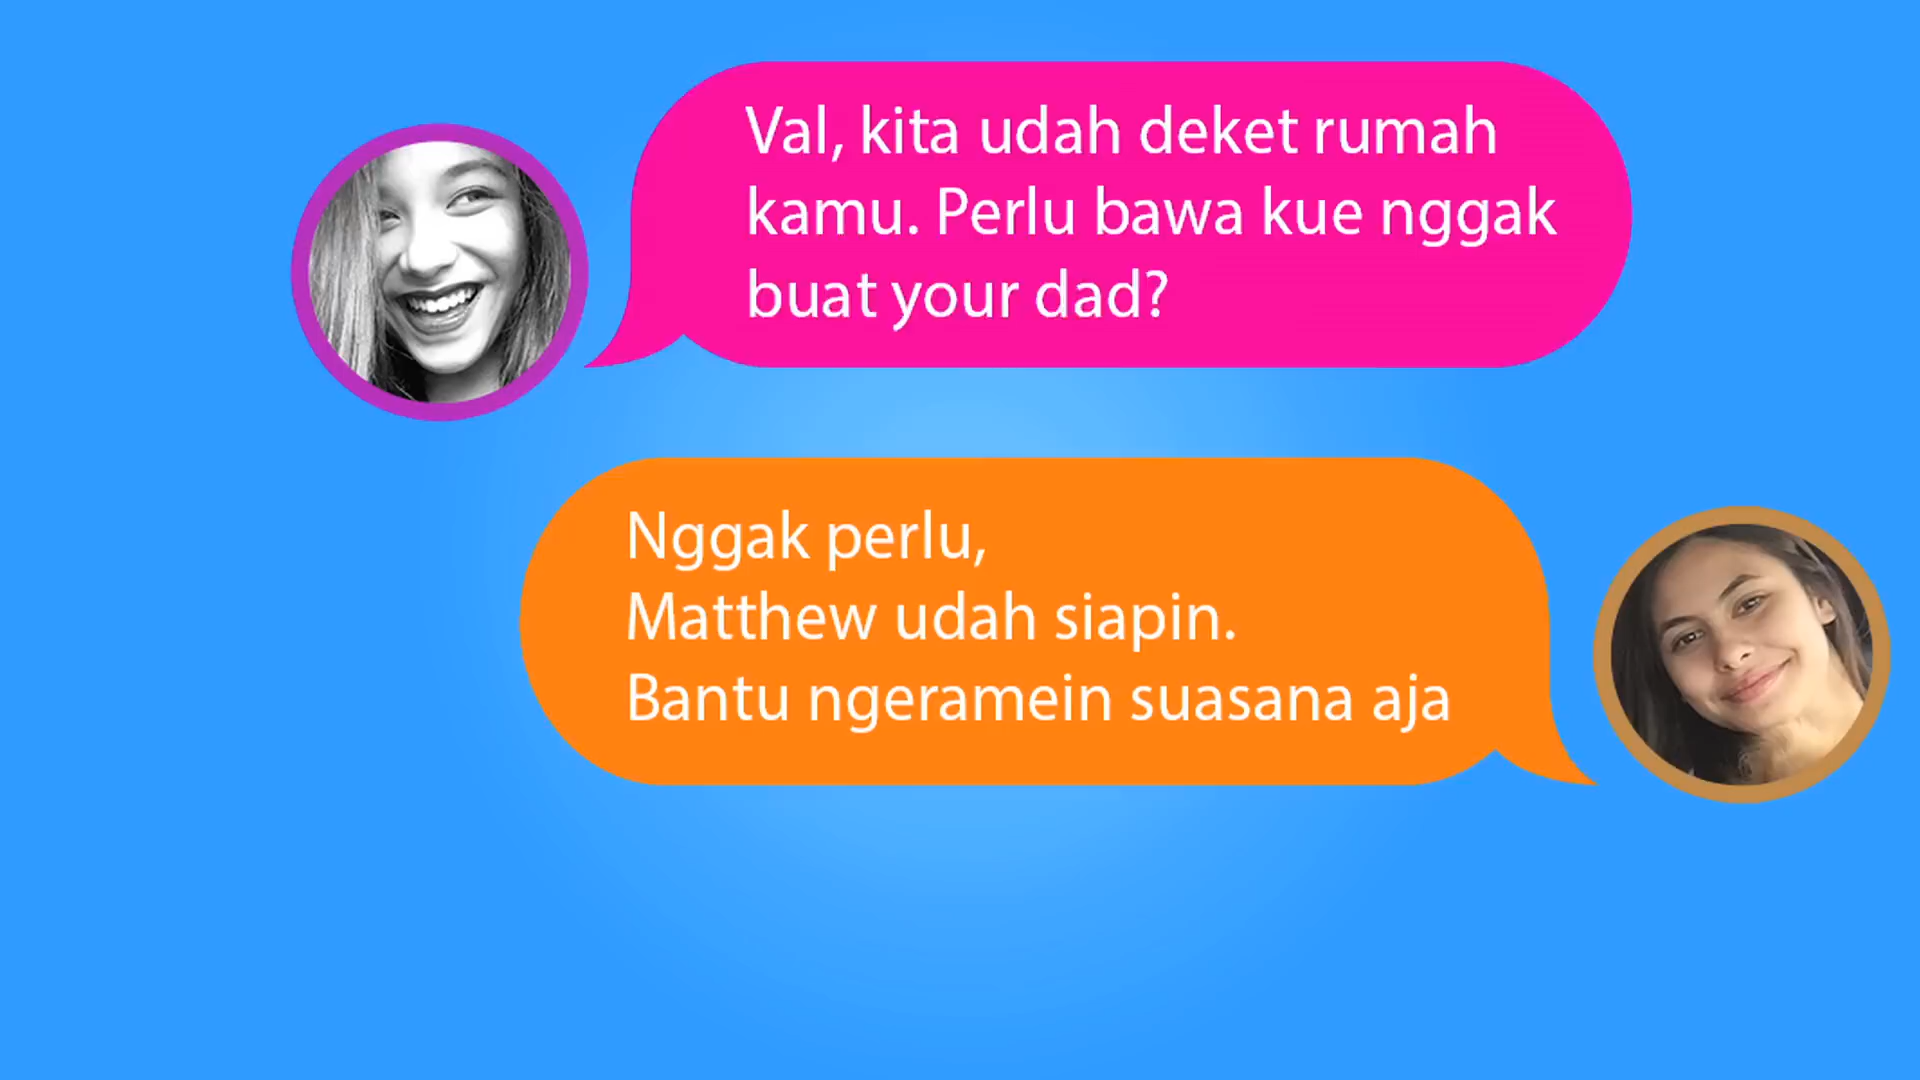 Val, kita udah deket rumah
kamu. Perlu bawa kue nggak
buat your dad?
Nggak perlu,
Matthew udah siapin.
Bantu ngeramein suasana aja